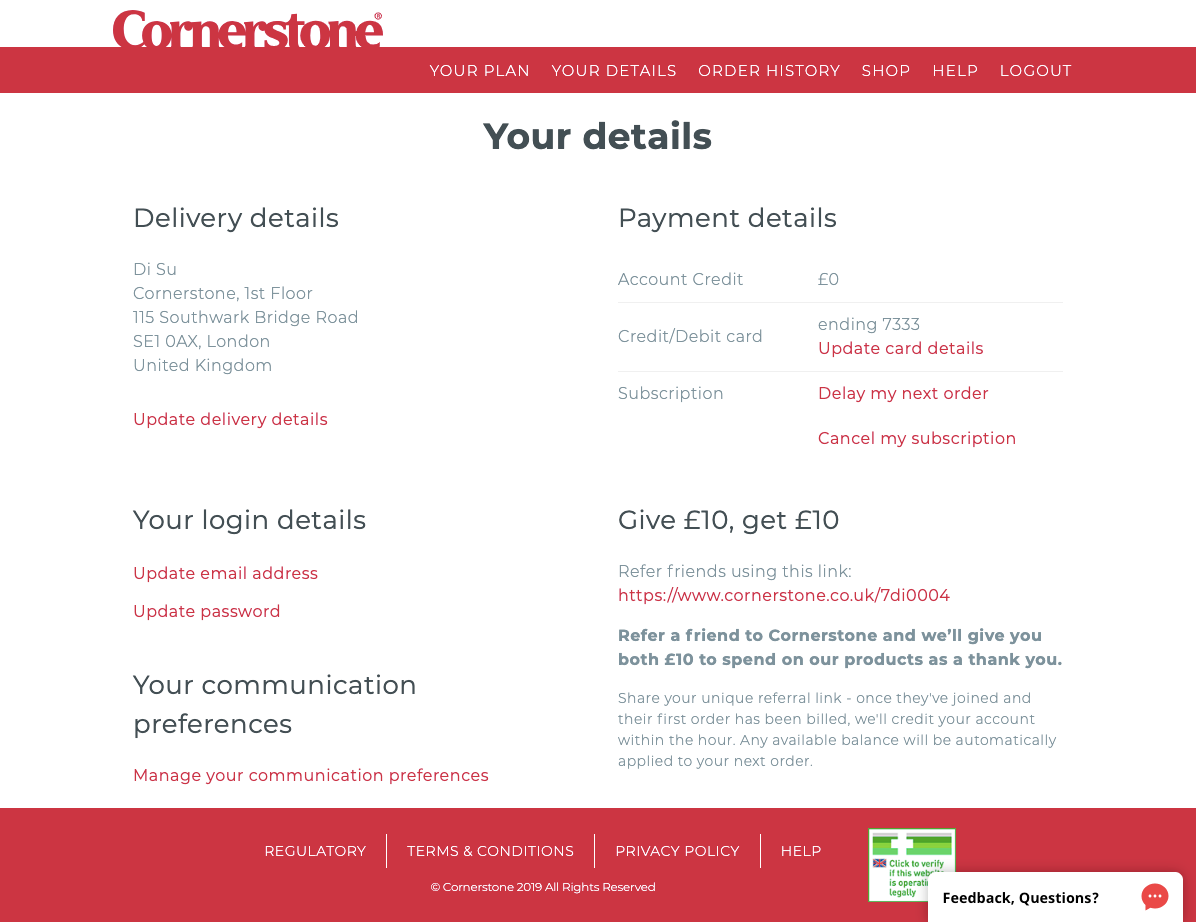 Cornerstone®
YOUR PLAN YOUR DETAILS ORDER HISTORY SHOP HELP LOGOUT
Your details
Delivery details
Di Su
Cornerstone, 1st Floor
115 Southwark Bridge Road
SE1 0AX, London
United Kingdom
Update delivery details
Payment details
Account Credit £0
Credit/Debit card ending 7333
Update card details
Subscription Delay my next order
Cancel my subscription
Your login details
Update email address
Update password
Your communication
preferences
Manage your communication preferences
Give £10, get £10
Refer friends using this link:
https://www.cornerstone.co.uk/7di0004
Refer a friend to Cornerstone and we’ll give you
both £10 to spend on our products as a thank you.
Share your unique referral link - once they've joined and
their first order has been billed, we'll credit your account
within the hour. Any available balance will be automatically
applied to your next order.
REGULATORY TERMS & CONDITIONS PRIVACY POLICY HELP
© Cornerstone 2019 All Rights Reserved
Click to verify
if this
is
legally
Feedback, Questions?